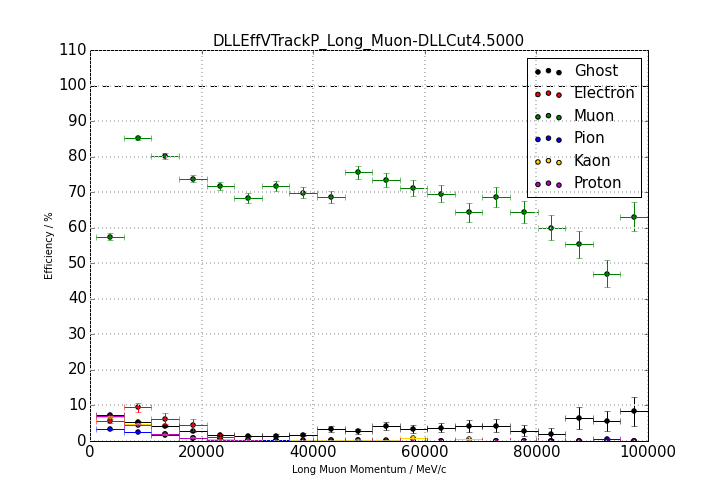 DLLEffVTrackP_Long_Muon-DLLCut4.5000
110
100
90
80
70
60
50
40
30
20
10
0
Efficiency / %
Ghost
Electron
Muon
Pion
Kaon
Proton
0 20000 40000 60000 80000 100000
Long Muon Momentum / MeV/c